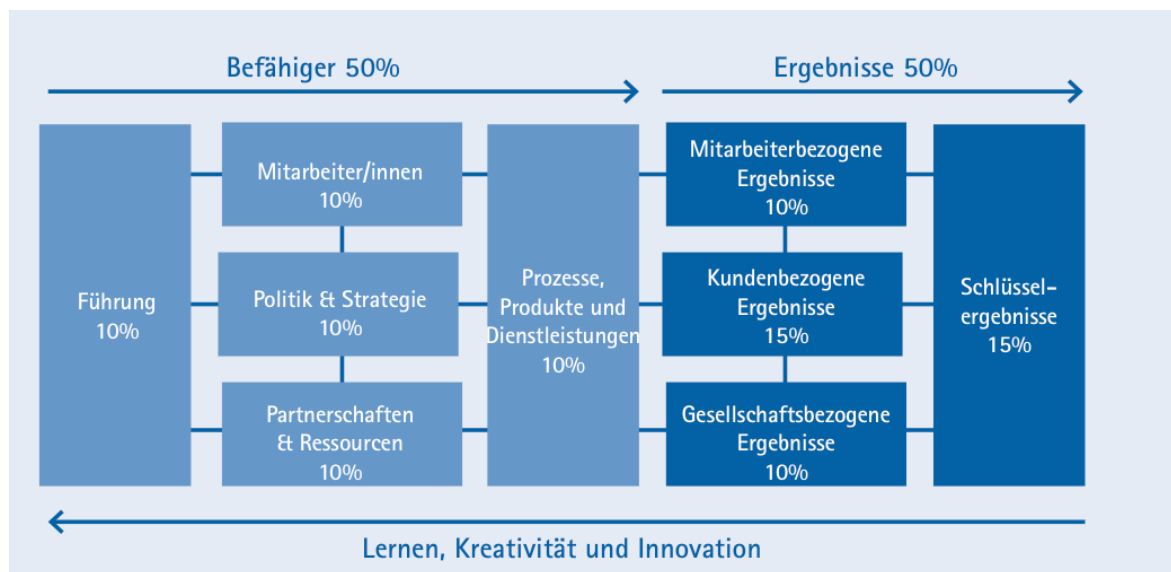 Befähiger 50%
Ergebnisse 50%
Führung
10%
Mitarbeiter/innen
10%
Politik & Strategie
10%
Partnerschaften
& Ressourcen
10%
Prozesse,
Produkte und
Dienstleistungen
10%
Mitarbeiterbezogene
Ergebnisse
10%
Kundenbezogene
Ergebnisse
15%
Gesellschaftsbezogene
Ergebnisse
10%
Schlüssel-
ergebnisse
15%
Lernen, Kreativität und Innovation